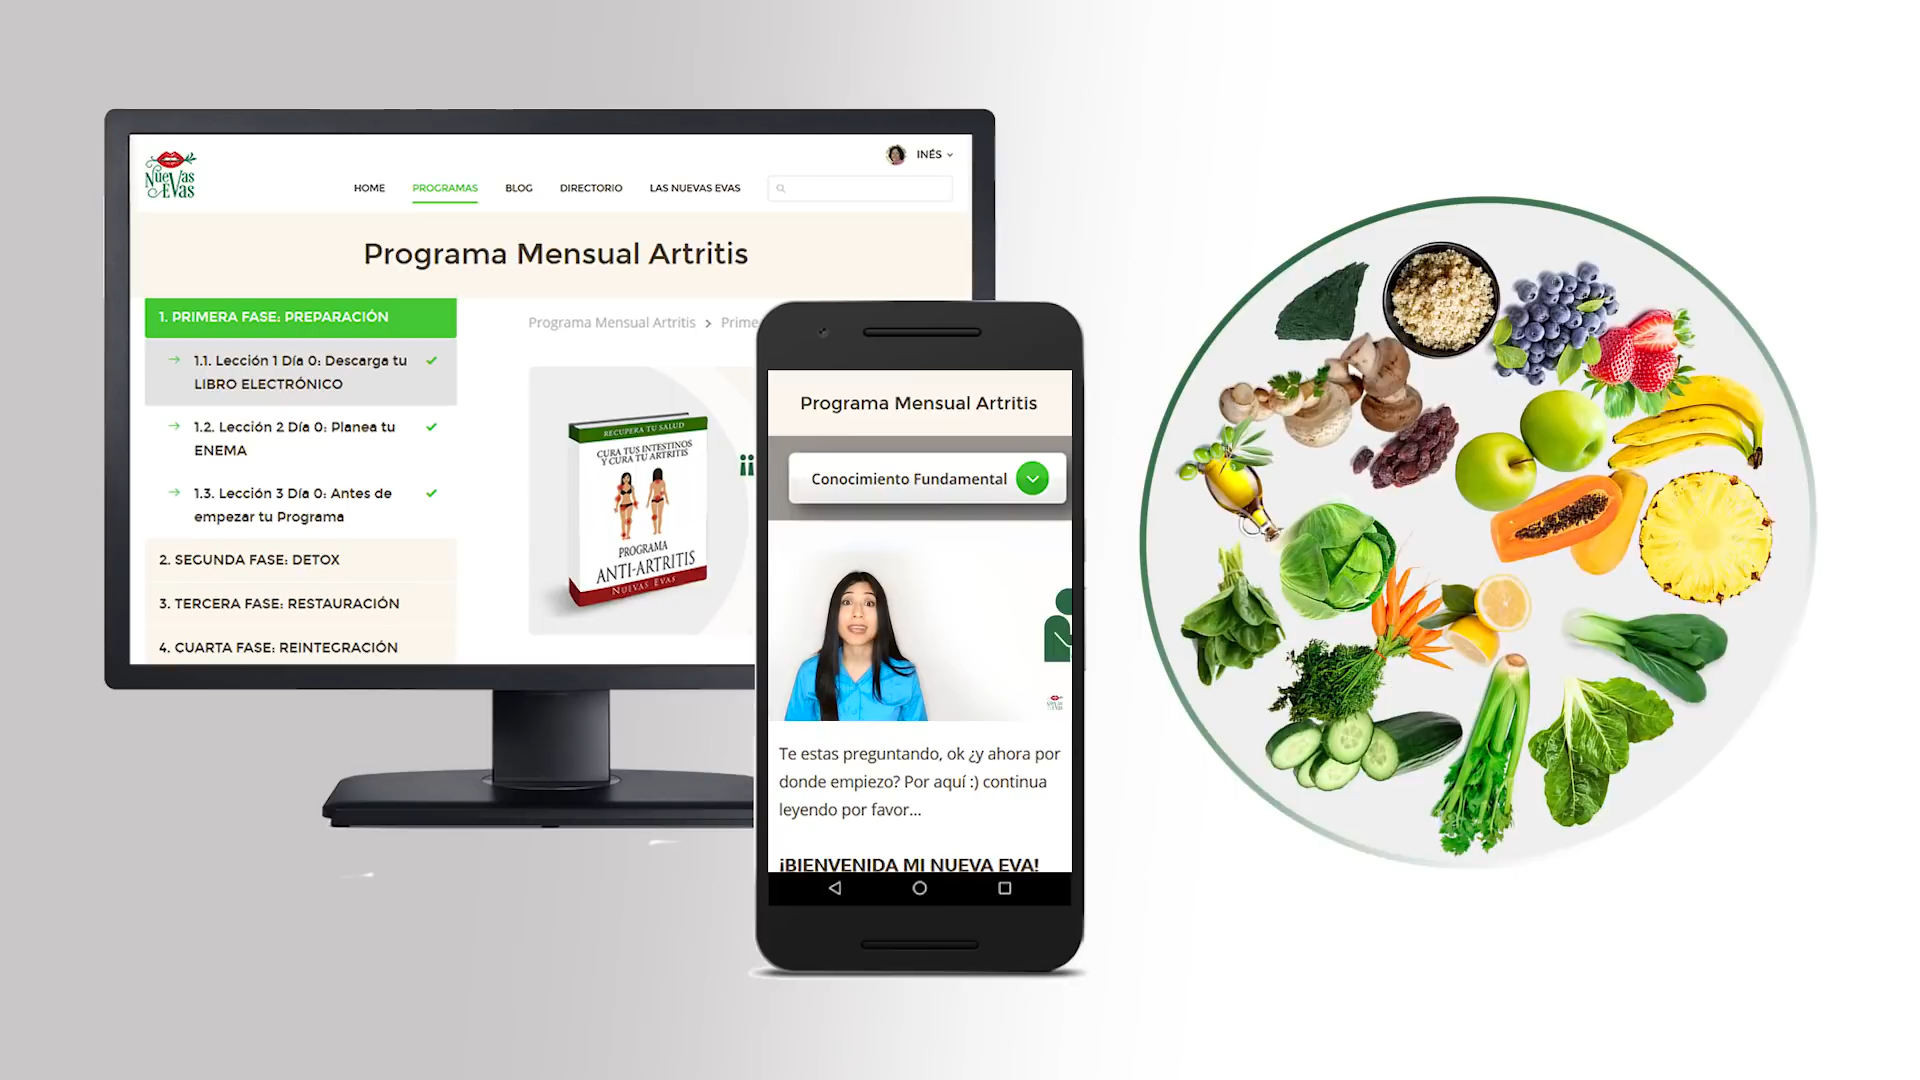 Nuevas
Evas
INÉS
HOME PROGRAMAS BLOG DIRECTORIO LAS NUEVAS EVAS
Programa Mensual Artritis
1. PRIMERA FASE: PREPARACIÓN
1.1. Lección 1 Día 0: Descarga tu
LIBRO ELECTRÓNICO
1.2. Lección 2 Día 0: Planea tu
ENEMA
1.3. Lección 3 Día 0: Antes de
empezar tu Programa
2. SEGUNDA FASE: DETOX
3. TERCERA FASE: RESTAURACIÓN
4. CUARTA FASE: REINTEGRACIÓN
Programa Mensual Artritis > Prime
RECUPERA TU SALUD
CURA TUS INTESTINOS
Y CURA TU ARTRITIS
PROGRAMA
ANTI-ARTRITIS
NUEVAS EVAS
¡¡
Programa Mensual Artritis
Conocimiento Fundamental
Te estas preguntando, ok ¿y ahora por
donde empiezo? Por aquí :) continua
leyendo por favor...
¡BIENVENIDA MI NUEVA EVA!